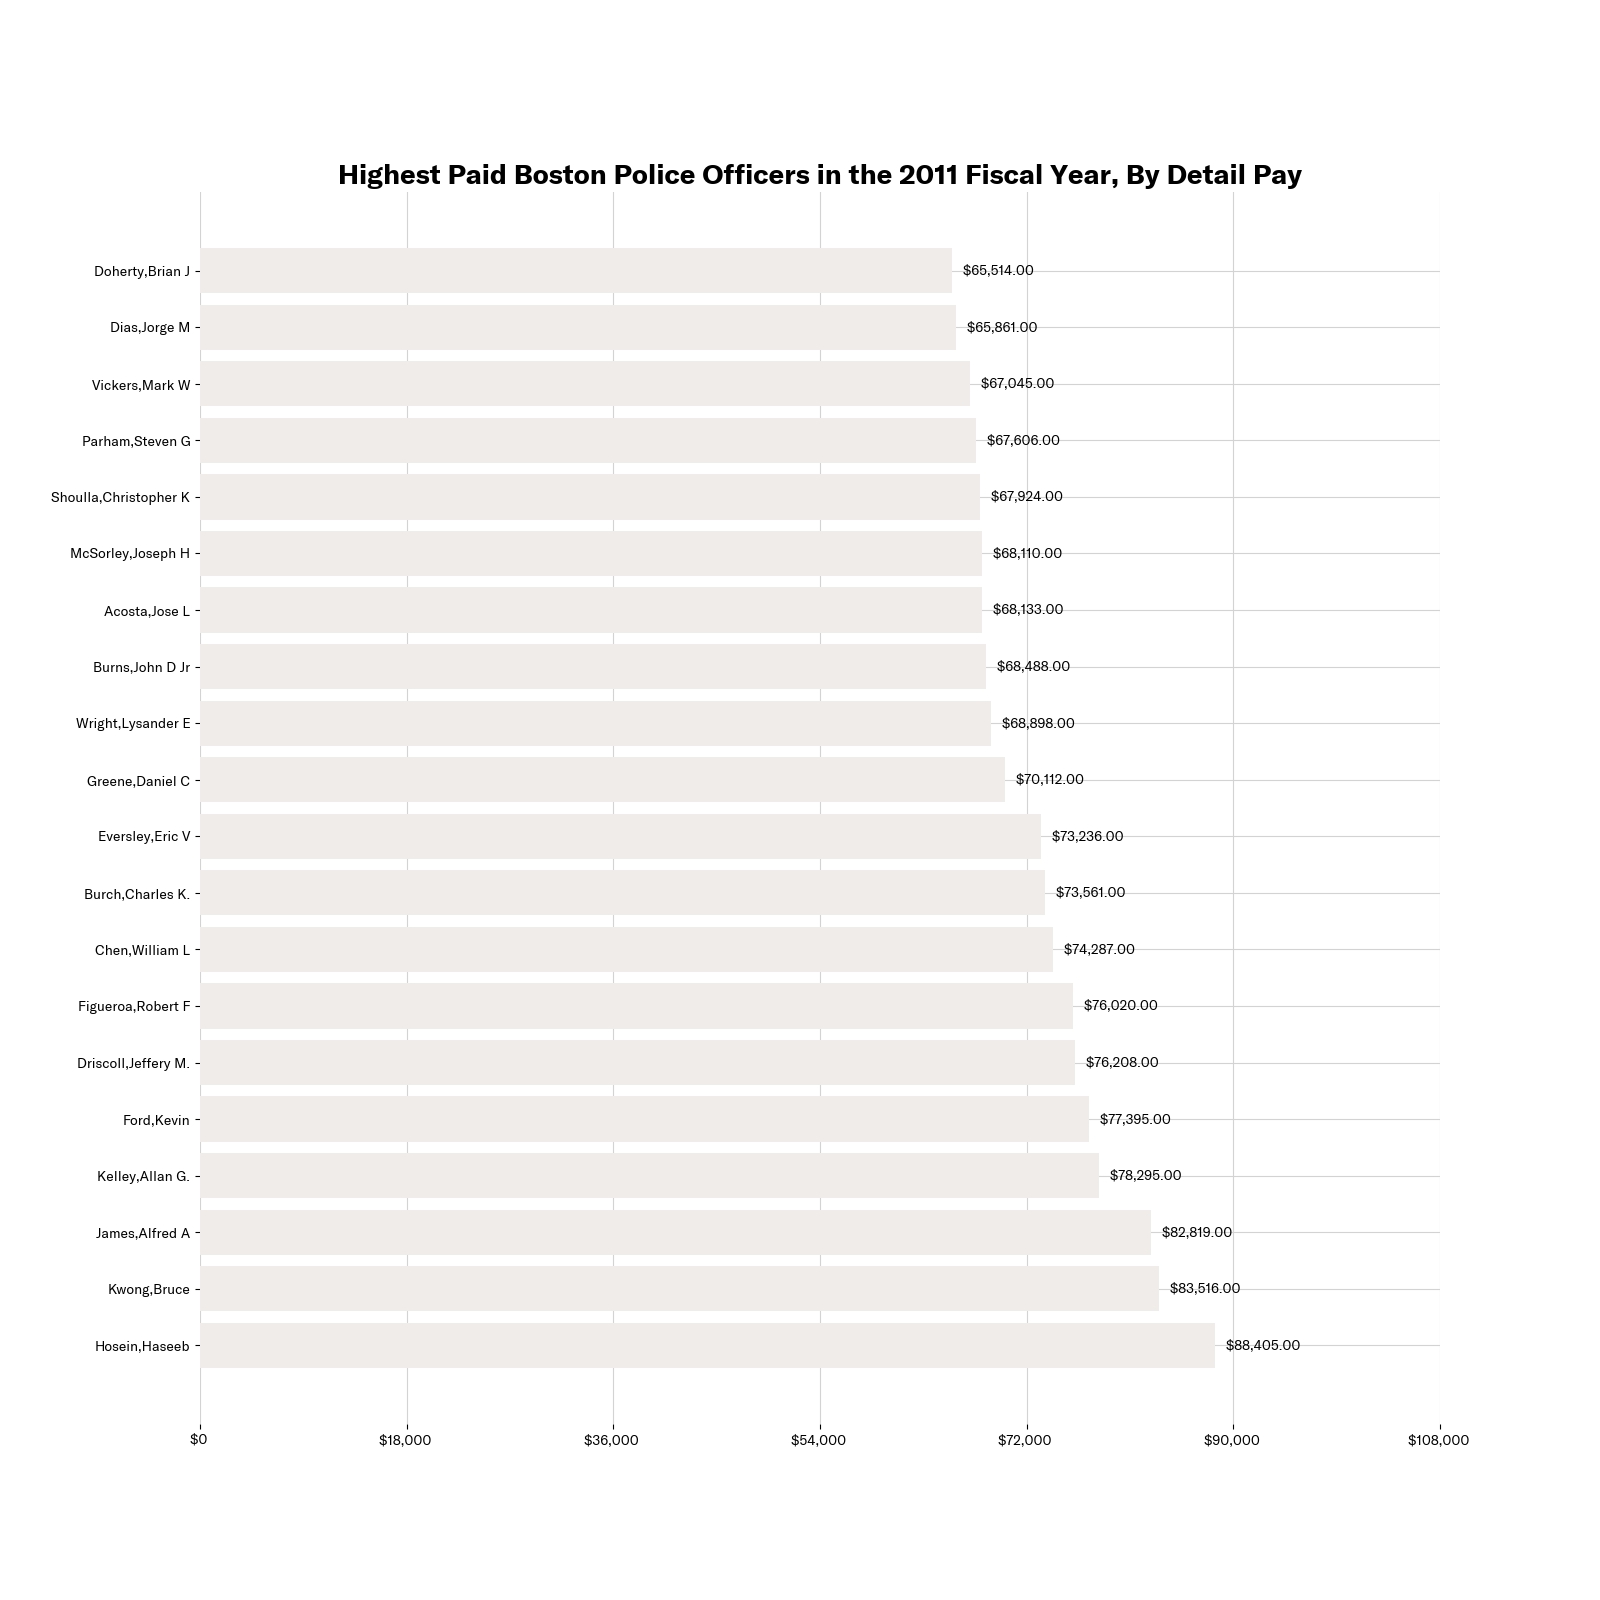 Highest Paid Boston Police Officers in the 2011 Fiscal Year, By Detail Pay
Doherty,Brian J $65,514.00
Dias,Jorge M $65,861.00
Vickers,Mark W $67,045.00
Parham,Steven G $67,606.00
Shoulla,Christopher K $67,924.00
McSorley,Joseph H $68,110.00
Acosta,Jose L $68,133.00
Burns,John D Jr $68,488.00
Wright,Lysander E $68,898.00
Greene,Daniel C $70,112.00
Eversley,Eric V $73,236.00
Burch,Charles K. $73,561.00
Chen,William L $74,287.00
Figueroa,Robert F $76,020.00
Driscoll,Jeffery M. $76,208.00
Ford,Kevin $77,395.00
Kelley,Allan G. $78,295.00
James,Alfred A $82,819.00
Kwong,Bruce $83,516.00
Hosein,Haseeb $88,405.00
$0 $18,000 $36,000 $54,000 $72,000 $90,000 $108,000